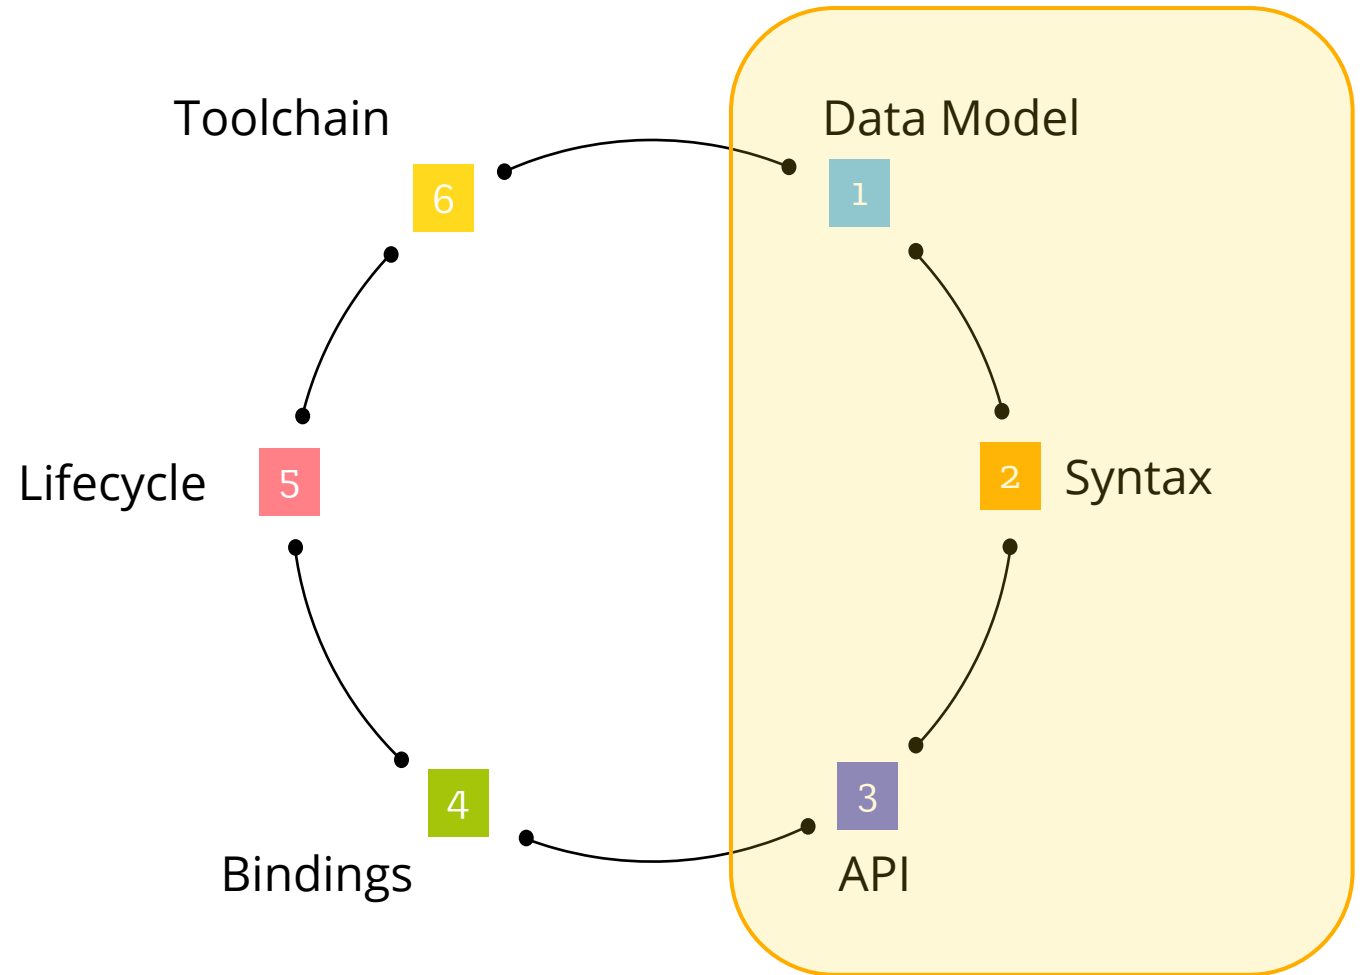 Toolchain
Data Model
6
1
Lifecycle
5
2
Syntax
4
3
Bindings
API